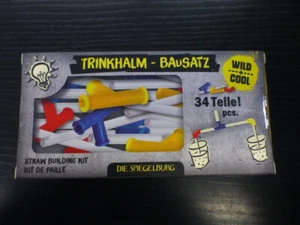 TRINKHALM - BAUSATZ
WILD + COOL
34 Teile!
pcs.
STRAW BUILDING KIT
KIT DE PAILLE
DIE SPIEGELBURG